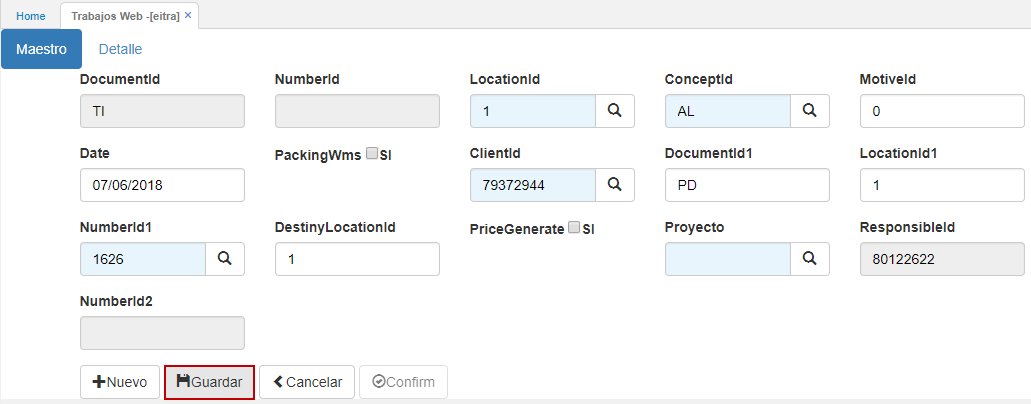 Home Trabajos Web -[eitra] ×
Maestro Detalle
DocumentId NumberId LocationId ConceptId MotiveId
TI 1 AL 0
Date PackingWms SI ClientId DocumentId1 LocationId1
07/06/2018 79372944 PD 1
NumberId1 DestinyLocationId PriceGenerate SI Proyecto ResponsibleId
1626 1 80122622
NumberId2
Nuevo Guardar Cancelar Confirm